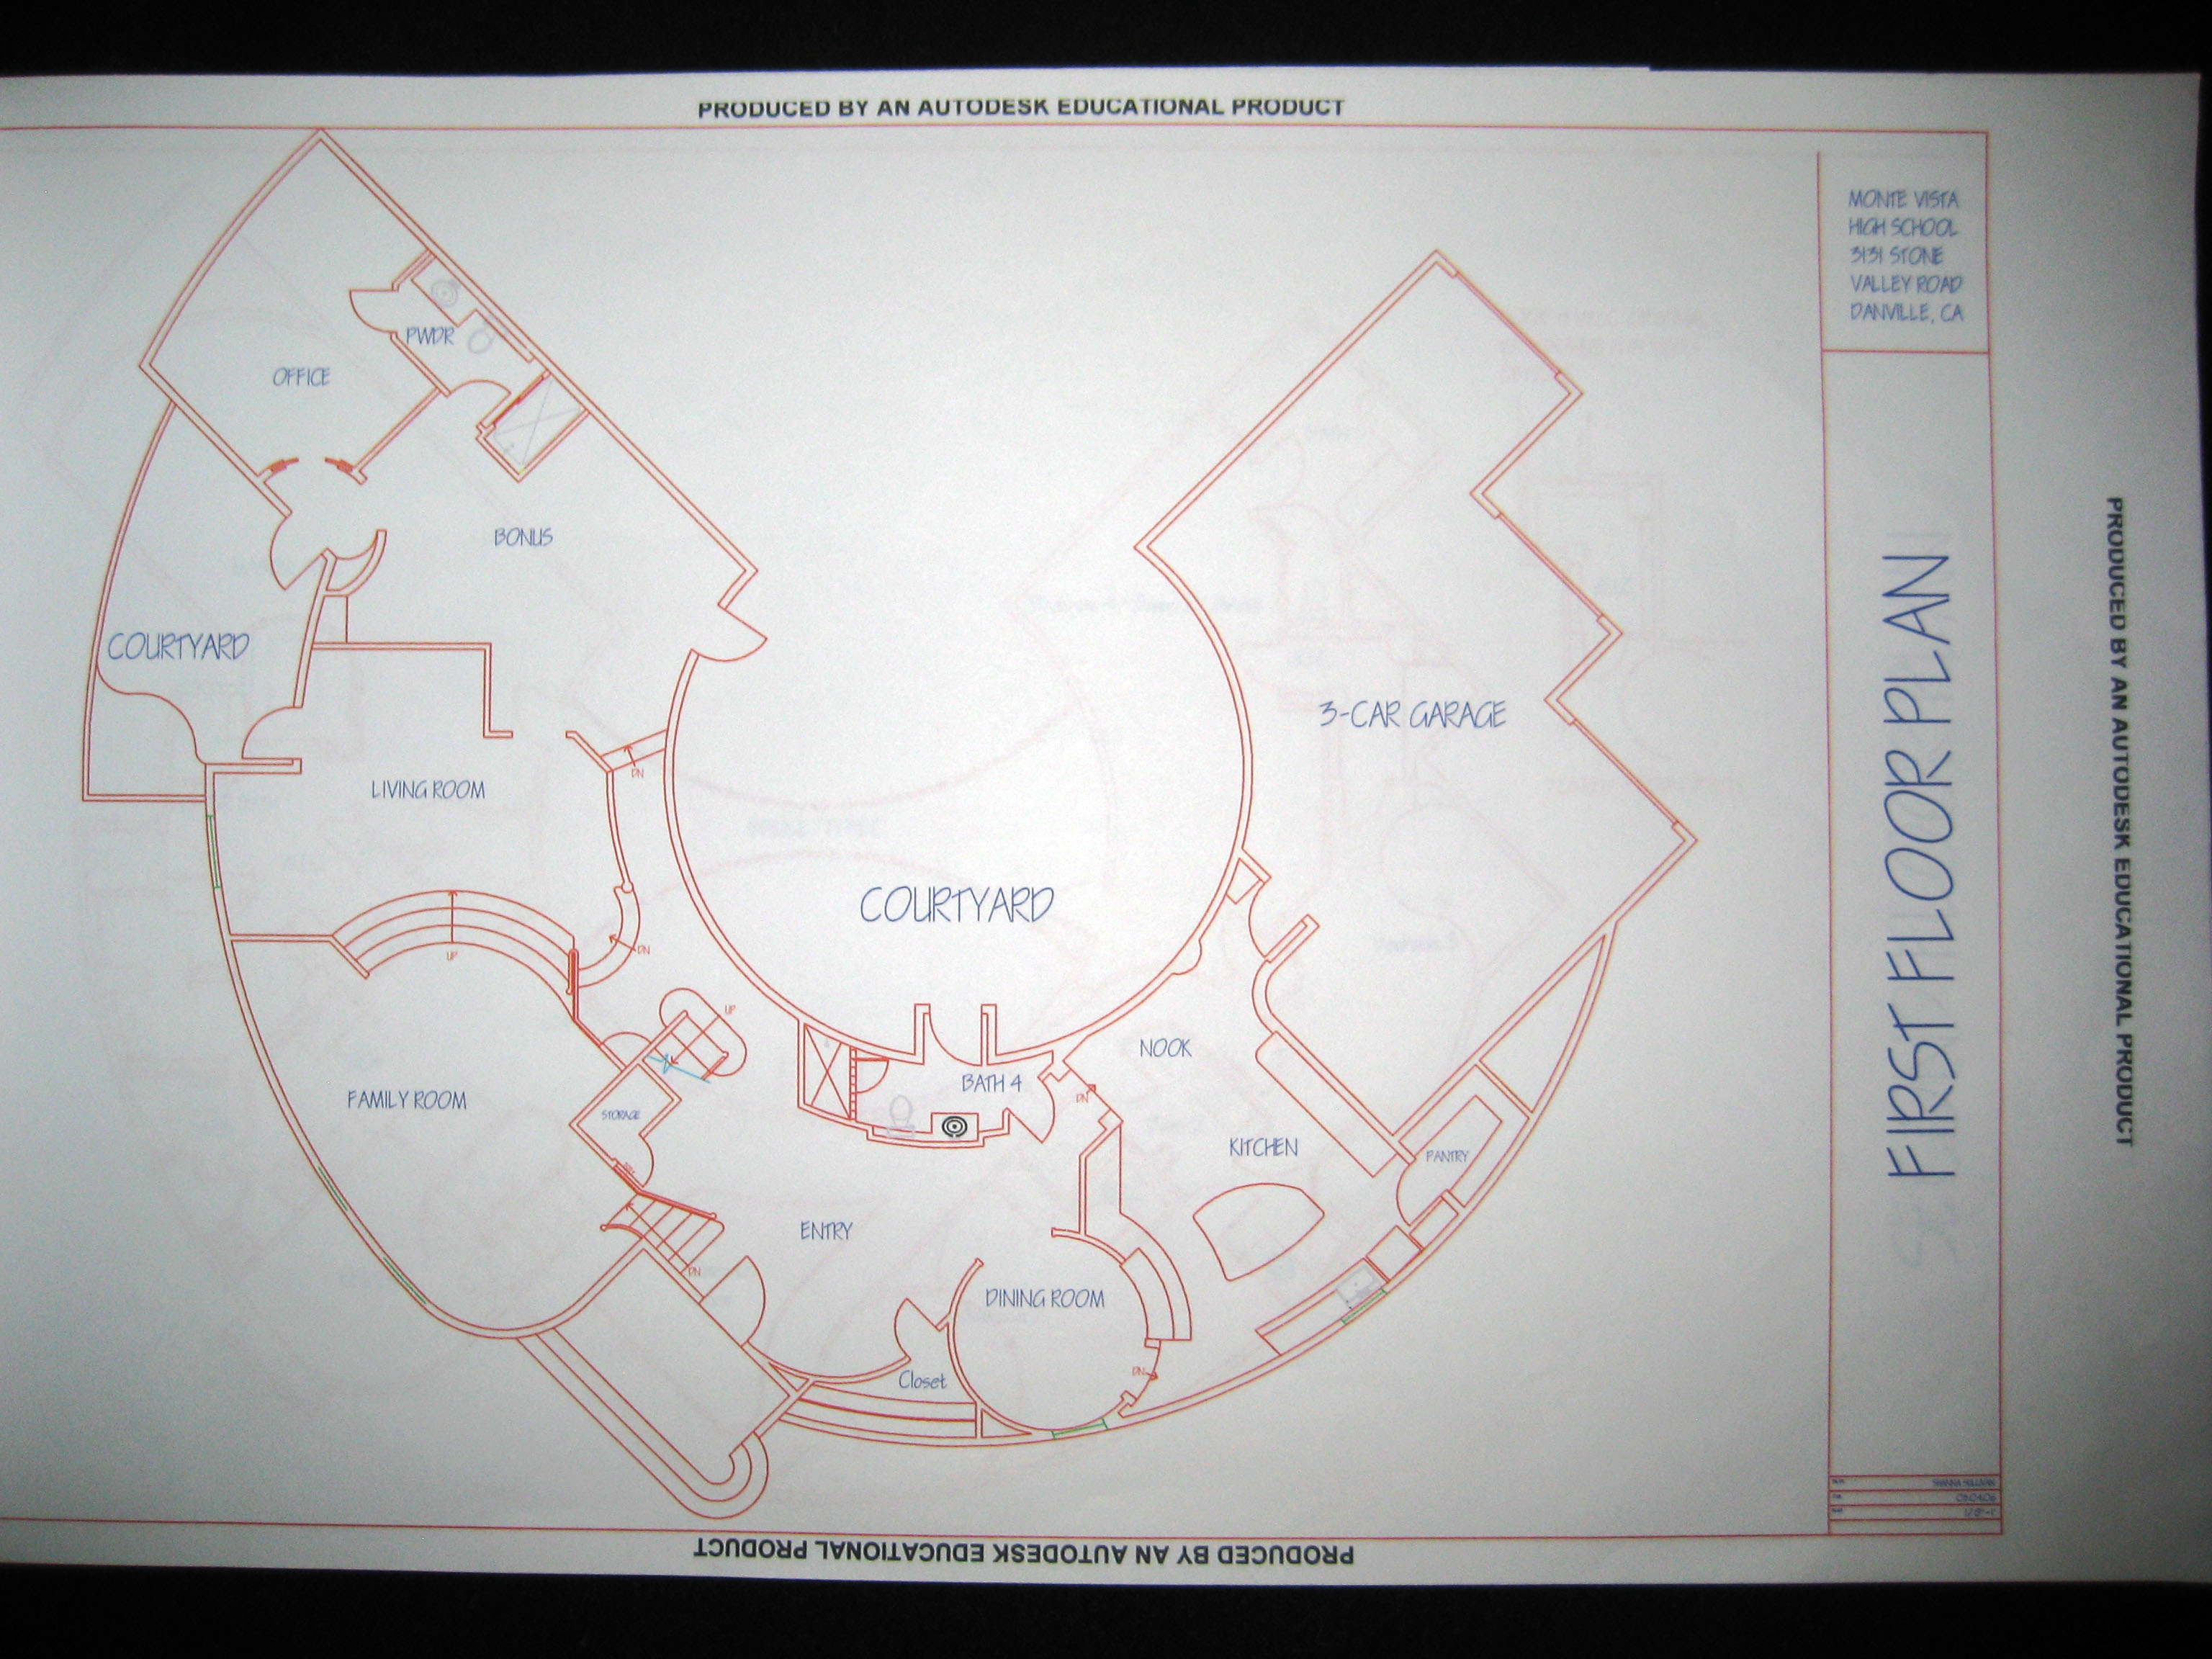 PRODUCED BY AN AUTODESK EDUCATIONAL PRODUCT
MONTE VISTA
HIGH SCHOOL
3131 STONE
VALLEY ROAD
DANVILLE, CA
FIRST FLOOR PLAN
PRODUCED BY AN AUTODESK EDUCATIONAL PRODUCT
PWDR
OFFICE
BONUS
COURTYARD
3-CAR GARAGE
DN
LIVING ROOM
COURTYARD
DN
UP
UP
NOOK
BATH 4
DN
FAMILY ROOM
STORAGE
KITCHEN
PANTRY
ENTRY
DN
DINING ROOM
DN
Closet
PRODUCED BY AN AUTODESK EDUCATIONAL PRODUCT